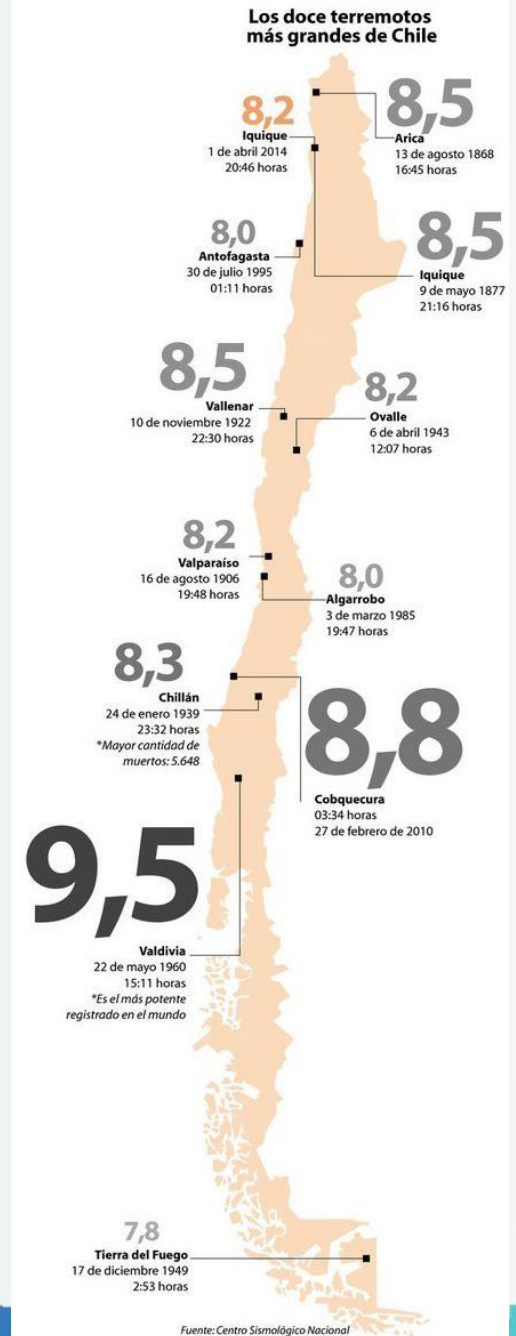 Los doce terremotos
más grandes de Chile
8,5
Arica
13 de agosto 1868
16:45 horas
8,2
Iquique
1 de abril 2014
20:46 horas
8,0
Antofagasta
30 de julio 1995
01:11 horas
8,5
Iquique
9 de mayo 1877
21:16 horas
8,5
Vallenar
10 de noviembre 1922
22:30 horas
8,2
Ovalle
6 de abril 1943
12:07 horas
8,2
Valparaíso
16 de agosto 1906
19:48 horas
8,0
Algarrobo
3 de marzo 1985
19:47 horas
8,3
Chillán
24 de enero 1939
23:32 horas
*Mayor cantidad de
muertos: 5.648
8,8
Cobquecura
03:34 horas
27 de febrero de 2010
9,5
Valdivia
22 de mayo 1960
15:11 horas
*Es el más potente
registrado en el mundo
7,8
Tierra del Fuego
17 de diciembre 1949
2:53 horas
Fuente: Centro Sismológico Nacional